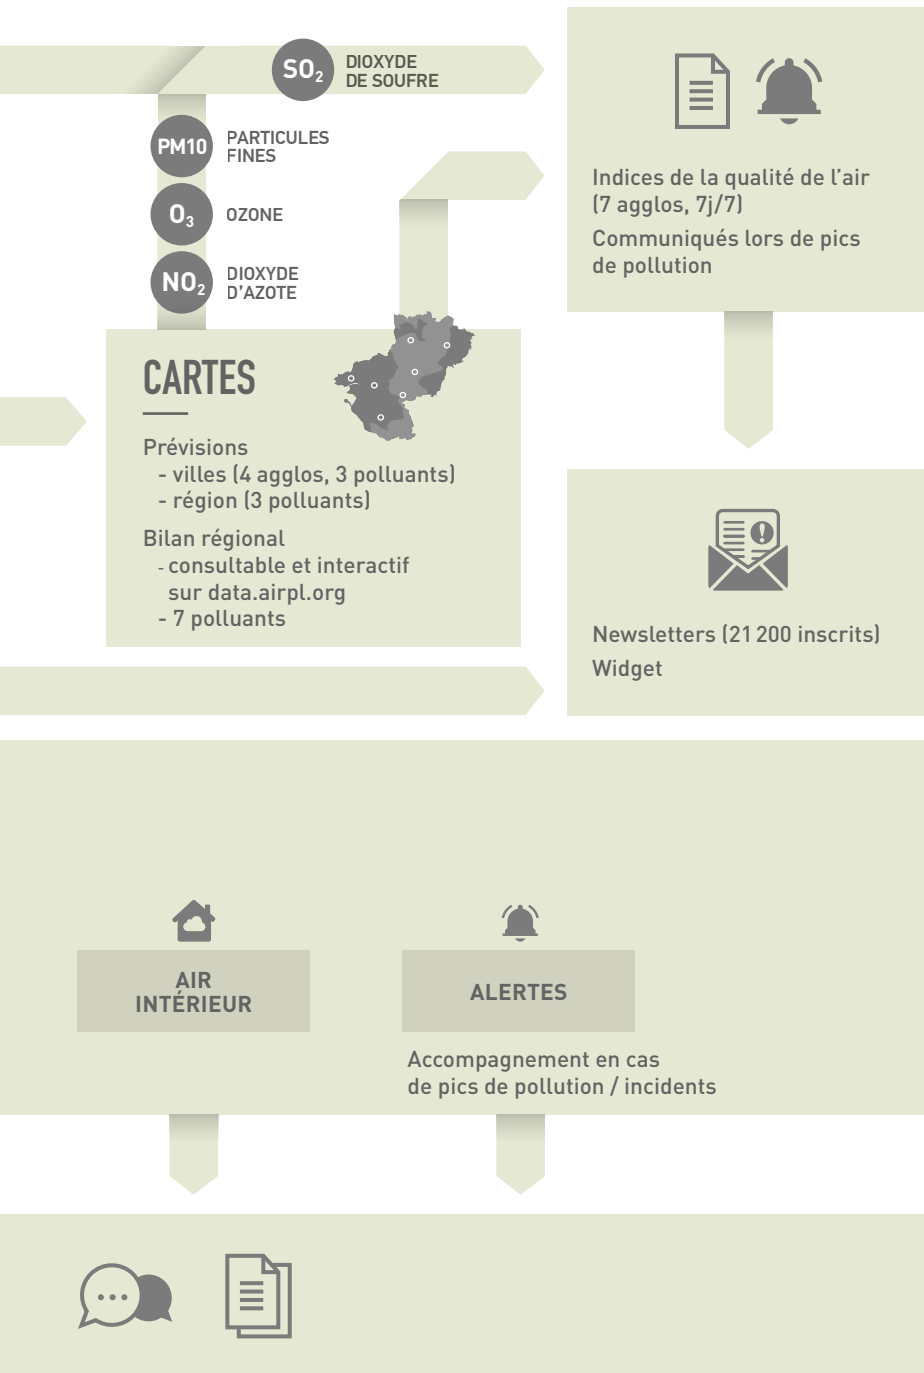 SO2
DIOXYDE
DE SOUFRE
PM10
PARTICULES
FINES
O3
OZONE
NO2
DIOXYDE
D'AZOTE
CARTES
Prévisions
- villes (4 agglos, 3 polluants)
- région (3 polluants)
Bilan régional
- consultable et interactif
sur data.airpl.org
- 7 polluants
Indices de la qualité de l'air
(7 agglos, 7j/7)
Communiqués lors de pics
de pollution
Newsletters (21 200 inscrits)
Widget
AIR
INTÉRIEUR
ALERTES
Accompagnement en cas
de pics de pollution / incidents